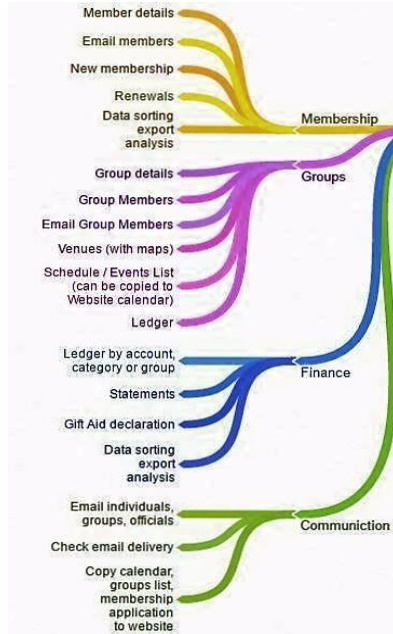 Member details
Email members
New membership
Renewals
Data sorting
export
analysis
Membership
Group details
Group Members
Email Group Members
Venues (with maps)
Schedule / Events List
(can be copied to
Website calendar)
Ledger
Groups
Ledger by account,
category or group
Statements
Gift Aid declaration
Data sorting
export
analysis
Finance
Email individuals,
groups, officials
Check email delivery
Copy calendar,
groups list,
membership
application
to website
Communiction